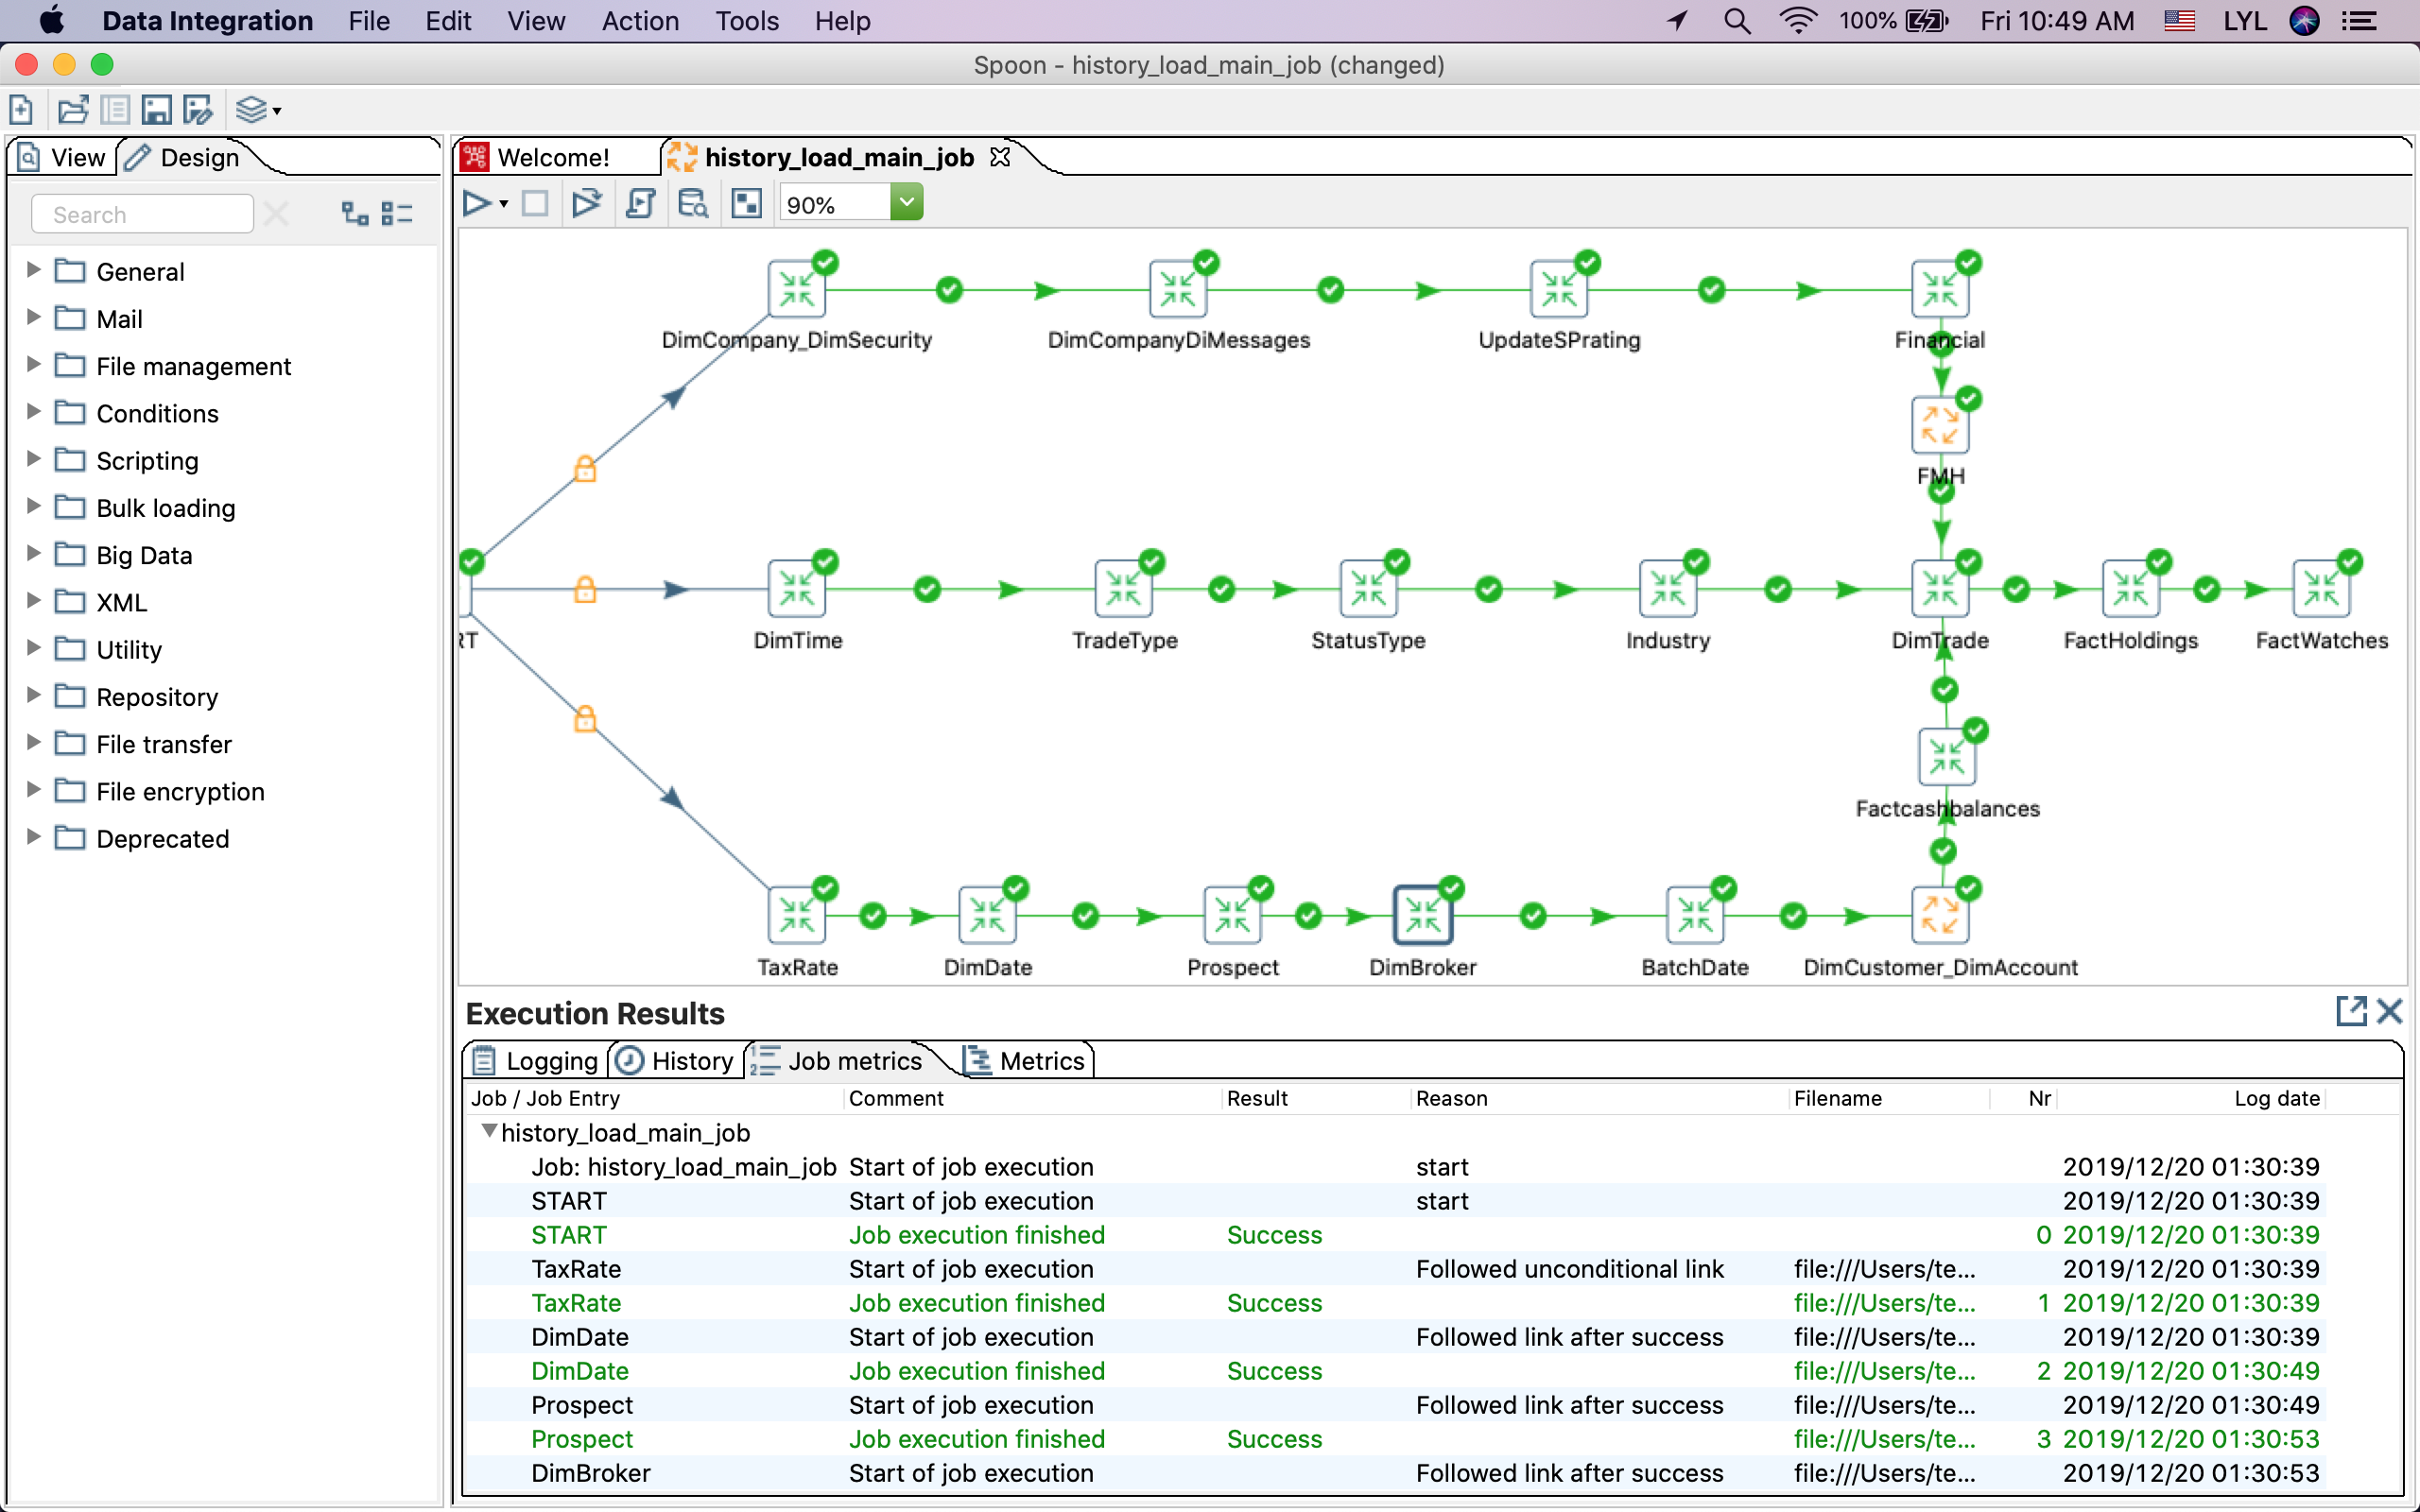 Data Integration File Edit View Action Tools Help 100% Fri 10:49 AM LYL
Spoon - history_load_main_job (changed)
View Design
Welcome! history_load_main_job
90%
Search
General
Mail
File management
Conditions
Scripting
Bulk loading
Big Data
XML
Utility
Repository
File transfer
File encryption
Deprecated
DimCompany_DimSecurity DimCompanyDiMessages UpdateSPrating Financial
FMH
RT DimTime TradeType StatusType Industry DimTrade FactHoldings FactWatches
Factcashbalances
TaxRate DimDate Prospect DimBroker BatchDate DimCustomer_DimAccount
Execution Results
Logging History Job metrics Metrics
Job / Job Entry Comment Result Reason Filename Nr Log date
history_load_main_job
Job: history_load_main_job Start of job execution start 2019/12/20 01:30:39
START Start of job execution start 2019/12/20 01:30:39
START Job execution finished Success 0 2019/12/20 01:30:39
TaxRate Start of job execution Followed unconditional link file:///Users/te... 2019/12/20 01:30:39
TaxRate Job execution finished Success file:///Users/te... 1 2019/12/20 01:30:39
DimDate Start of job execution Followed link after success file:///Users/te... 2019/12/20 01:30:39
DimDate Job execution finished Success file:///Users/te... 2 2019/12/20 01:30:49
Prospect Start of job execution Followed link after success file:///Users/te... 2019/12/20 01:30:49
Prospect Job execution finished Success file:///Users/te... 3 2019/12/20 01:30:53
DimBroker Start of job execution Followed link after success file:///Users/te... 2019/12/20 01:30:53